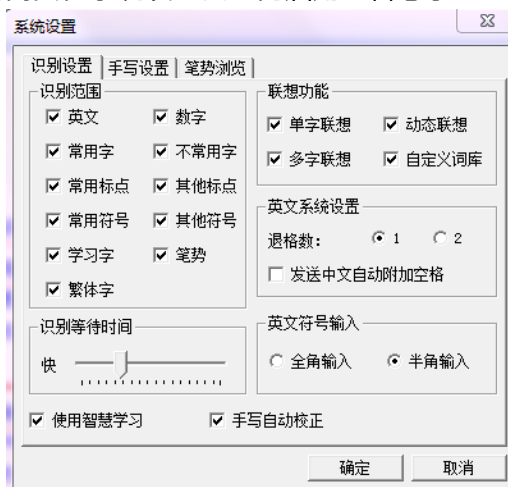 系统设置
识别设置 手写设置 笔势浏览
识别范围
英文 数字
常用字 不常用字
常用标点 其他标点
常用符号 其他符号
学习字 笔势
繁体字
联想功能
单字联想 动态联想
多字联想 自定义词库
英文系统设置
退格数: 1 2
发送中文自动附加空格
识别等待时间
快
英文符号输入
全角输入 半角输入
使用智慧学习 手写自动校正
确定 取消